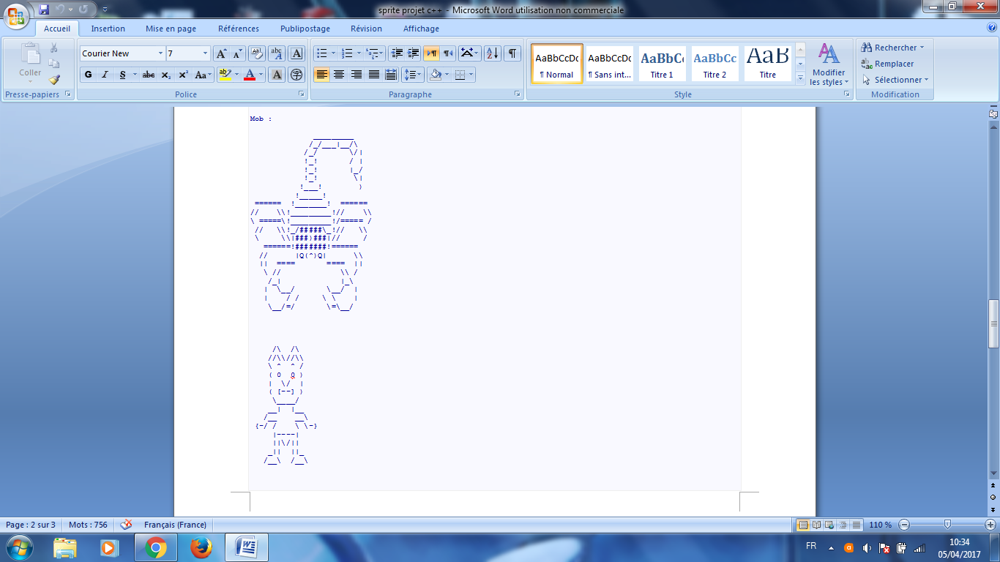 sprite projet c++ - Microsoft Word utilisation non commerciale
Accueil Insertion Mise en page Références Publipostage Révision Affichage
Coller
Courier New 7
G I S abc x₂ x² Aa
Presse-papiers Police Paragraphe Style Modification
AaBbCcDc AaBbCcDc AaBbC AaBbCc AaB
¶ Normal ¶ Sans int... Titre 1 Titre 2 Titre
Modifier les styles
Rechercher
Remplacer
Sélectionner
Mob :
          _________
         /_/___|__/\
        /_/       \/|
        !_!       / |
        !_!       |_/
        !_!        \|
       !___!        )
      !_____!
 ======  !_______!  ======
//    \\!_________!//    \\
\ =====\!_________!/===== /
 //   \\!_/#####\_!//   \\
 \     \\|###)###|//     /
   ======!#######!======
  //      |Q(^)Q|      \\
  ||  ====       ====  ||
   \ //             \\ /
    /_|             |_\
   |  \__/       \__/  |
   |    / /     \ \    |
    \__/=/       \=\__/
     /\  /\
    //\\//\\
    \ ^  ^ /
    ( O  O )
    |  \/  |
    ( [--] )
     \____/
    __|  |__
   /__    __\
 {-/ /    \ \-}
     |----|
     ||\/||
    _||  ||_
   /__\  /__\
Page : 2 sur 3 Mots : 756 Français (France) 110 %
FR 10:34
05/04/2017